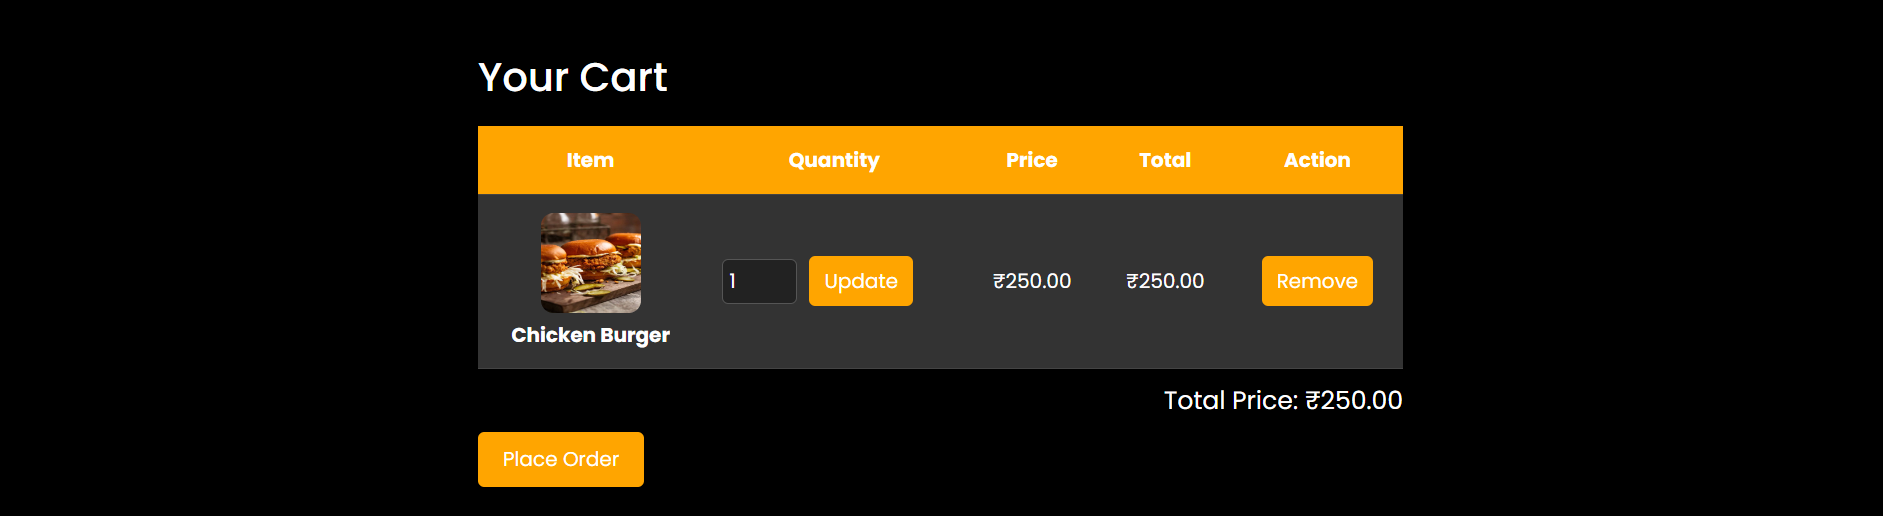 Your Cart
Item Quantity Price Total Action
1 Update ₹250.00 ₹250.00 Remove
Chicken Burger
Total Price: ₹250.00
Place Order